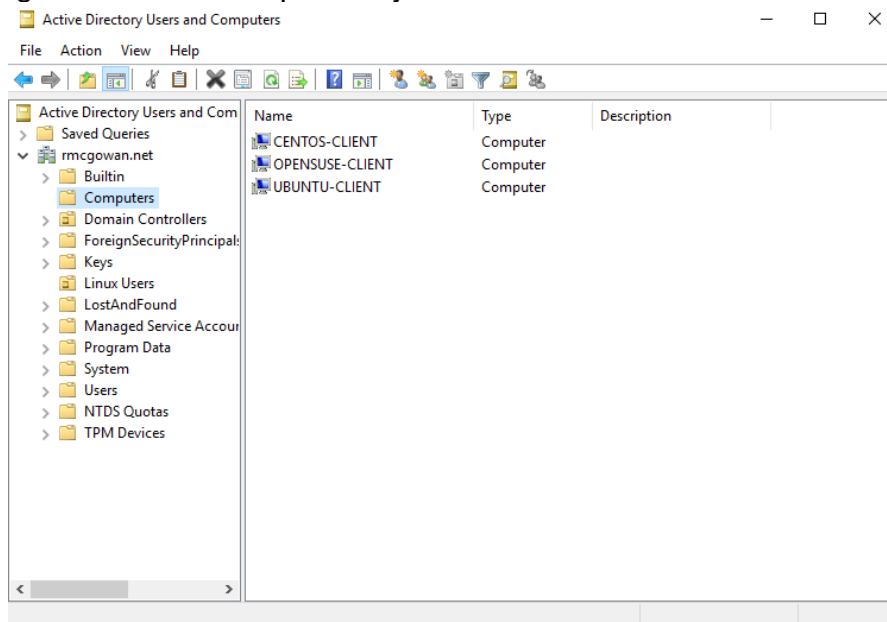 Active Directory Users and Computers
File Action View Help
Active Directory Users and Com
Saved Queries
rmcgowan.net
Builtin
Computers
Domain Controllers
ForeignSecurityPrincipals
Keys
Linux Users
LostAndFound
Managed Service Accour
Program Data
System
Users
NTDS Quotas
TPM Devices
Name Type Description
CENTOS-CLIENT Computer
OPENSUSE-CLIENT Computer
UBUNTU-CLIENT Computer